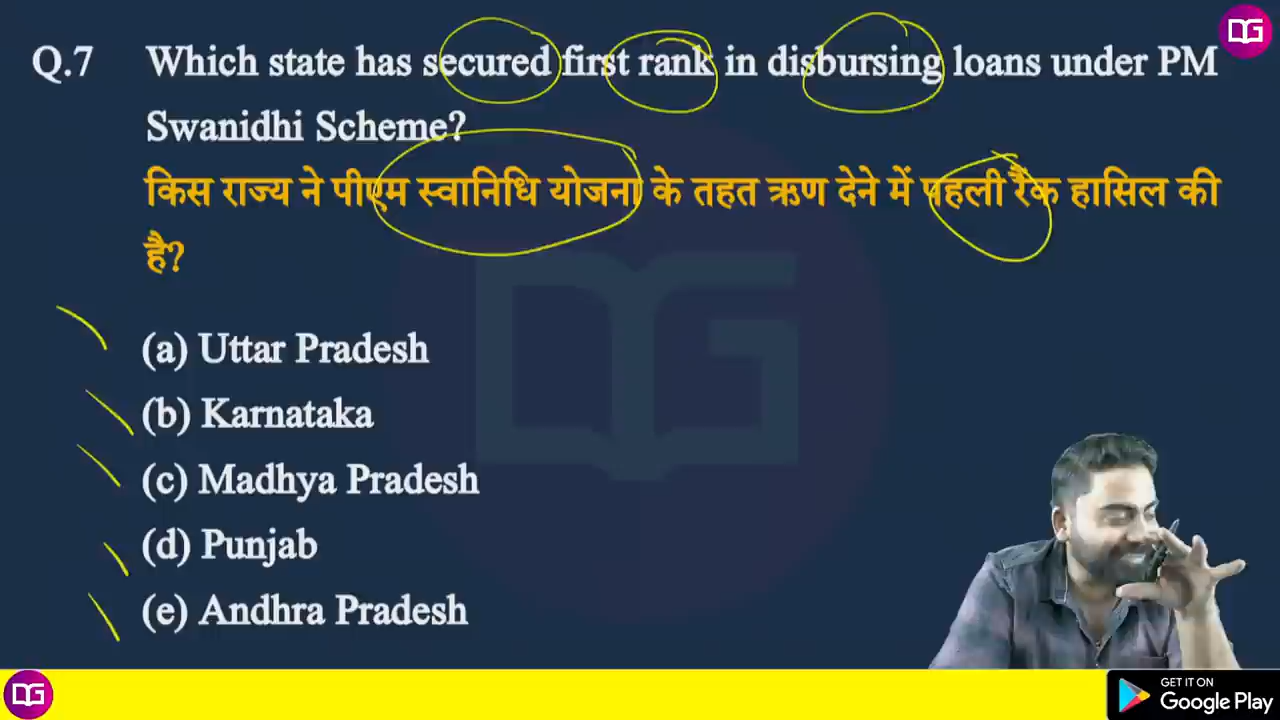 DG
Q.7 Which state has secured first rank in disbursing loans under PM
Swanidhi Scheme?
किस राज्य ने पीएम स्वानिधि योजना के तहत ऋण देने में पहली रैंक हासिल की
है?
(a) Uttar Pradesh
(b) Karnataka
(c) Madhya Pradesh
(d) Punjab
(e) Andhra Pradesh
DG
DG
GET IT ON
Google Play